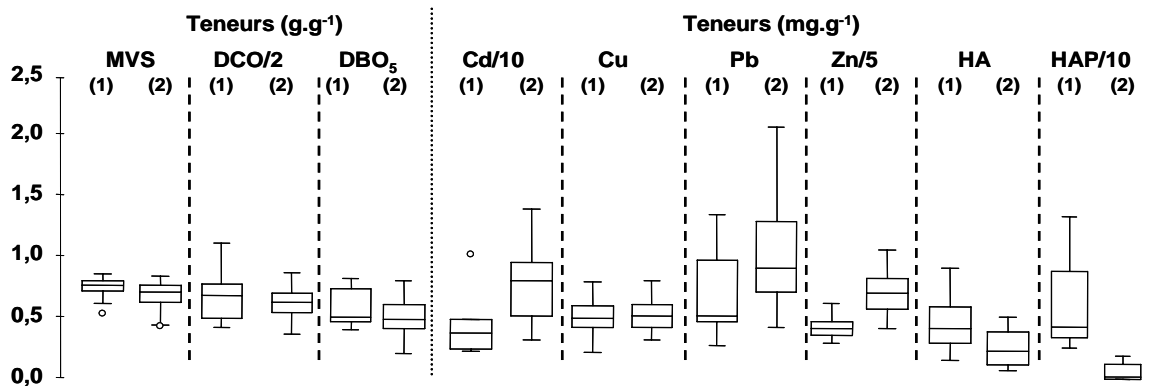 Teneurs (g.g⁻¹) Teneurs (mg.g⁻¹)
MVS DCO/2 DBO₅ Cd/10 Cu Pb Zn/5 HA HAP/10
2,5
(1) (2) (1) (2) (1) (2) (1) (2) (1) (2) (1) (2) (1) (2) (1) (2) (1) (2)
2,0
1,5
1,0
0,5
0,0